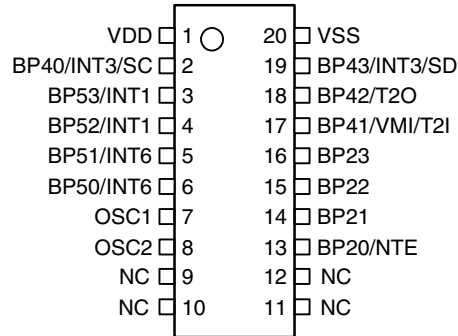 VDD 1 20 VSS
BP40/INT3/SC 2 19 BP43/INT3/SD
BP53/INT1 3 18 BP42/T2O
BP52/INT1 4 17 BP41/VMI/T2I
BP51/INT6 5 16 BP23
BP50/INT6 6 15 BP22
OSC1 7 14 BP21
OSC2 8 13 BP20/NTE
NC 9 12 NC
NC 10 11 NC